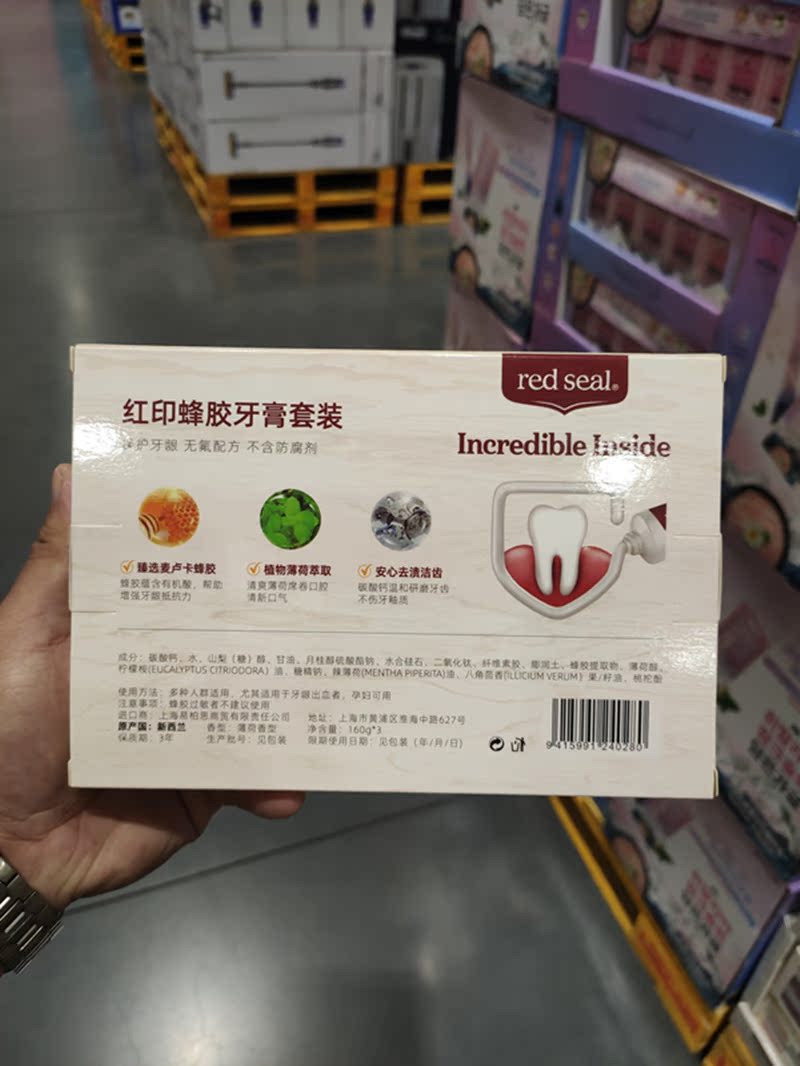 red seal®
红印蜂胶牙膏套装
护牙龈 无氟配方 不含防腐剂
Incredible Inside
臻选麦卢卡蜂胶
蜂胶蕴含有机酸，帮助
增强牙龈抵抗力
植物薄荷萃取
清爽薄荷席卷口腔
清新口气
安心去渍洁齿
碳酸钙温和研磨牙齿
不伤牙釉质
成分：碳酸钙、水、山梨（糖）醇、甘油、月桂醇硫酸酯钠、水合硅石、二氧化钛、纤维素胶、膨润土、蜂胶提取物、薄荷醇、
柠檬桉(EUCALYPTUS CITRIODORA）油、糖精钠、辣薄荷(MENTHA PIPERITA)油、八角茴香(ILLICIUM VERUM）果/籽油、桃柁酚
使用方法：多种人群适用，尤其适用于牙龈出血者，孕妇可用
注意事项：蜂胶过敏者不建议使用
进口商：上海易柏恩商贸有限责任公司 地址：上海市黄浦区淮海中路627号
原产国：新西兰 香型：薄荷香型 净含量：160g*3
保质期：3年 生产批号：见包装 限期使用日期：见包装（年/月/日）
9 415991 240280